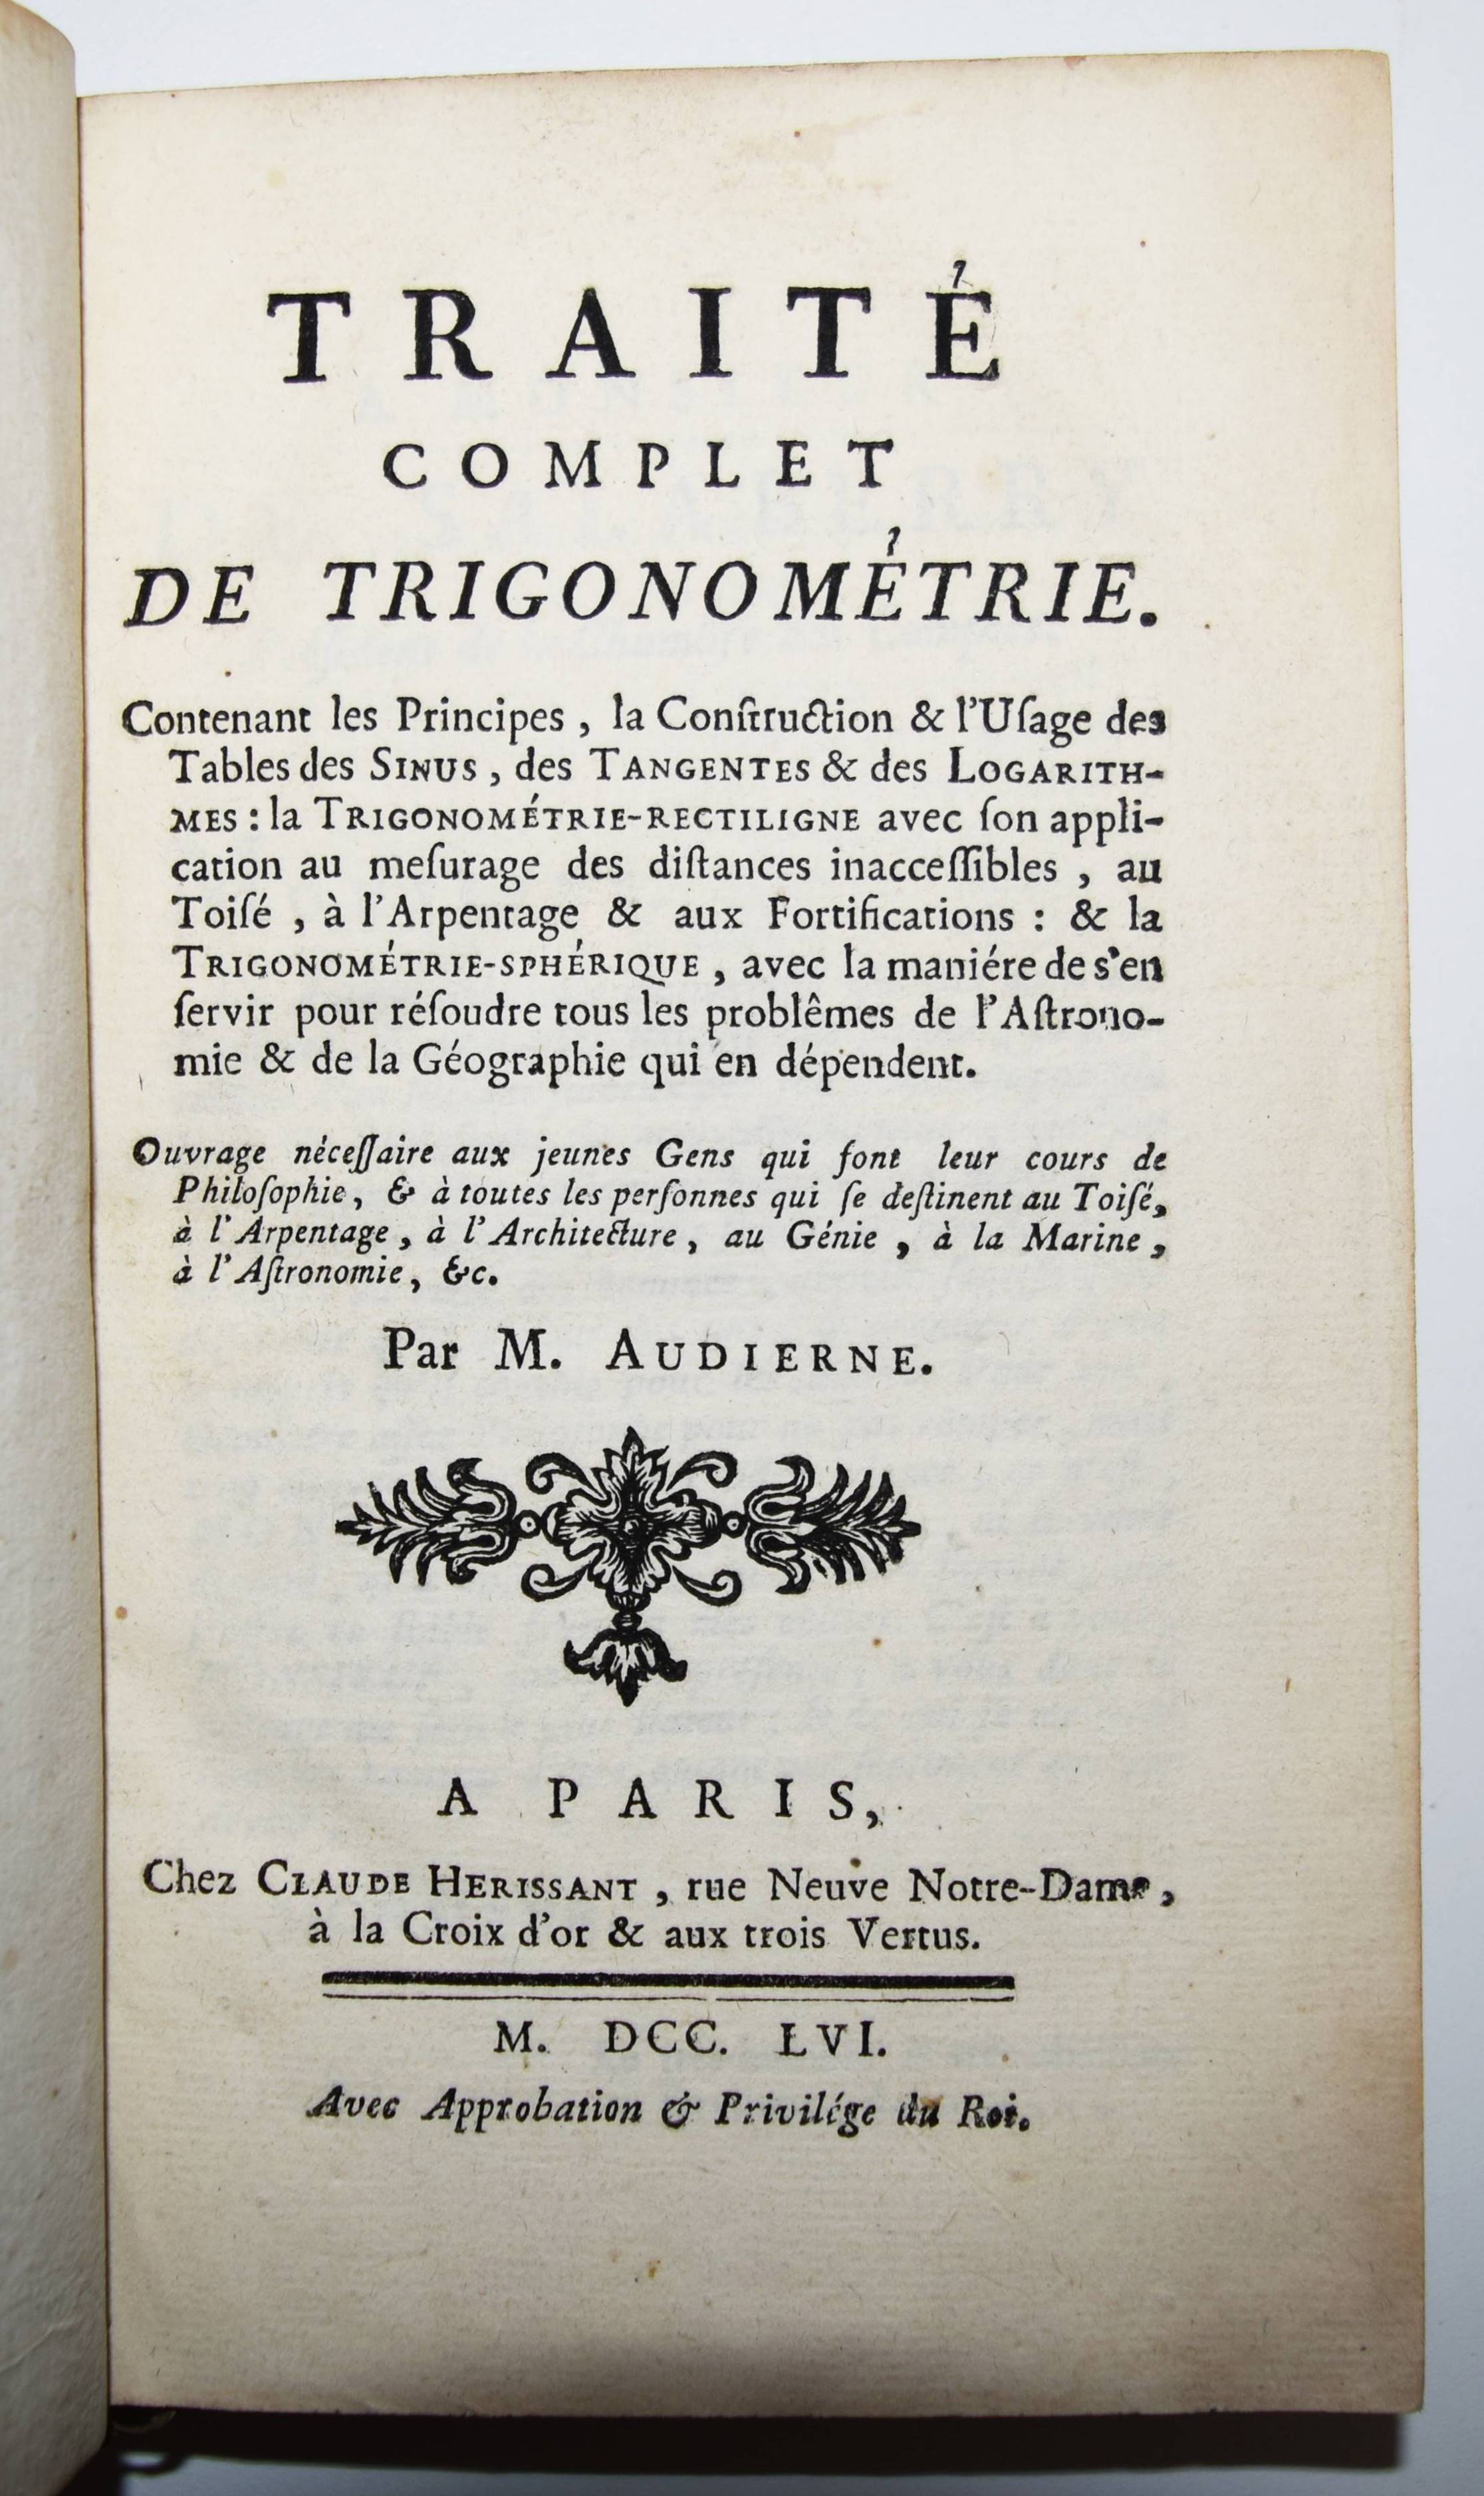 TRAITÉ
COMPLET
DE TRIGONOMÉTRIE.
Contenant les Principes, la Conſtruction & l'Uſage des
Tables des SINUS, des TANGENTES & des LOGARITH-
MES : la TRIGONOMÉTRIE-RECTILIGNE avec ſon appli-
cation au meſurage des diſtances inacceſſibles, au
Toiſé, à l'Arpentage & aux Fortifications : & la
TRIGONOMÉTRIE-SPHÉRIQUE, avec la maniére de s'en
ſervir pour réſoudre tous les problêmes de l'Aſtrono-
mie & de la Géographie qui en dépendent.
Ouvrage néceſſaire aux jeunes Gens qui font leur cours de
Philoſophie, & à toutes les perſonnes qui ſe deſtinent au Toiſé,
à l'Arpentage, à l'Architecture, au Génie, à la Marine,
à l'Aſtronomie, &c.
Par M. AUDIERNE.
A PARIS,
Chez CLAUDE HERISSANT, rue Neuve Notre-Dame,
à la Croix d'or & aux trois Vertus.
M. DCC. LVI.
Avec Approbation & Privilége du Roi.